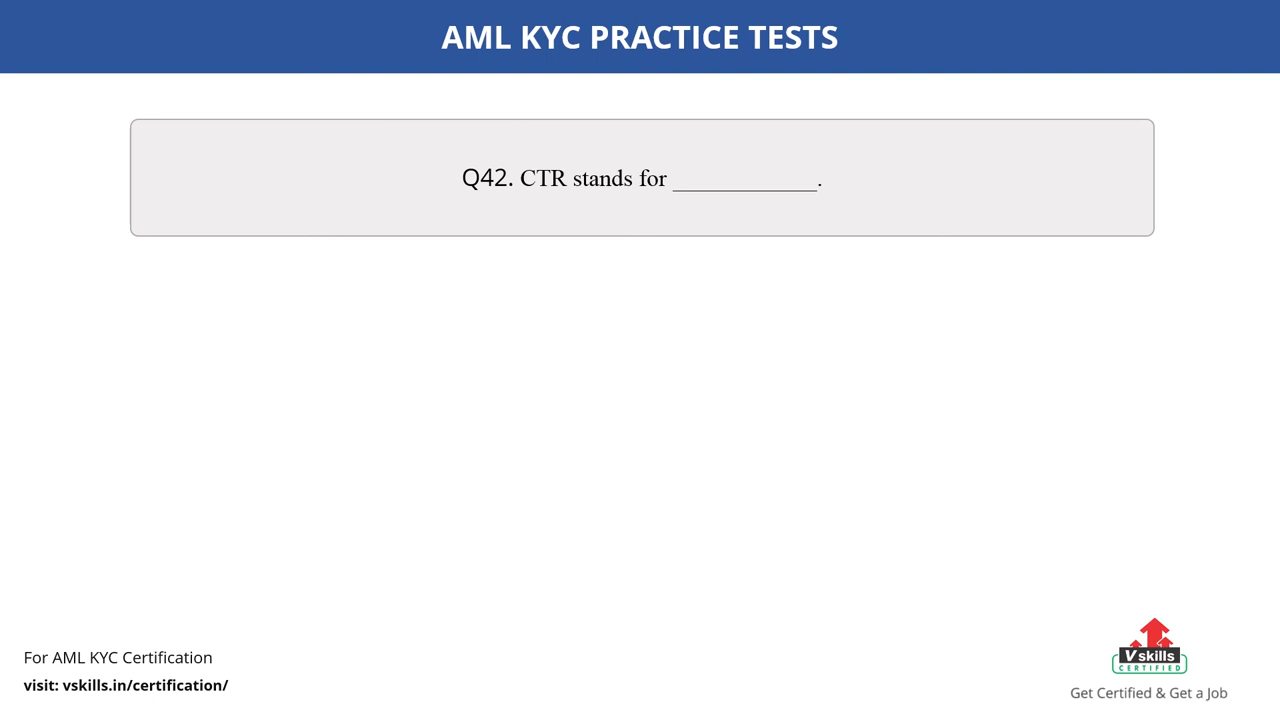 AML KYC PRACTICE TESTS
Q42. CTR stands for ____________.
For AML KYC Certification
visit: vskills.in/certification/
Vskills
CERTIFIED
Get Certified & Get a Job